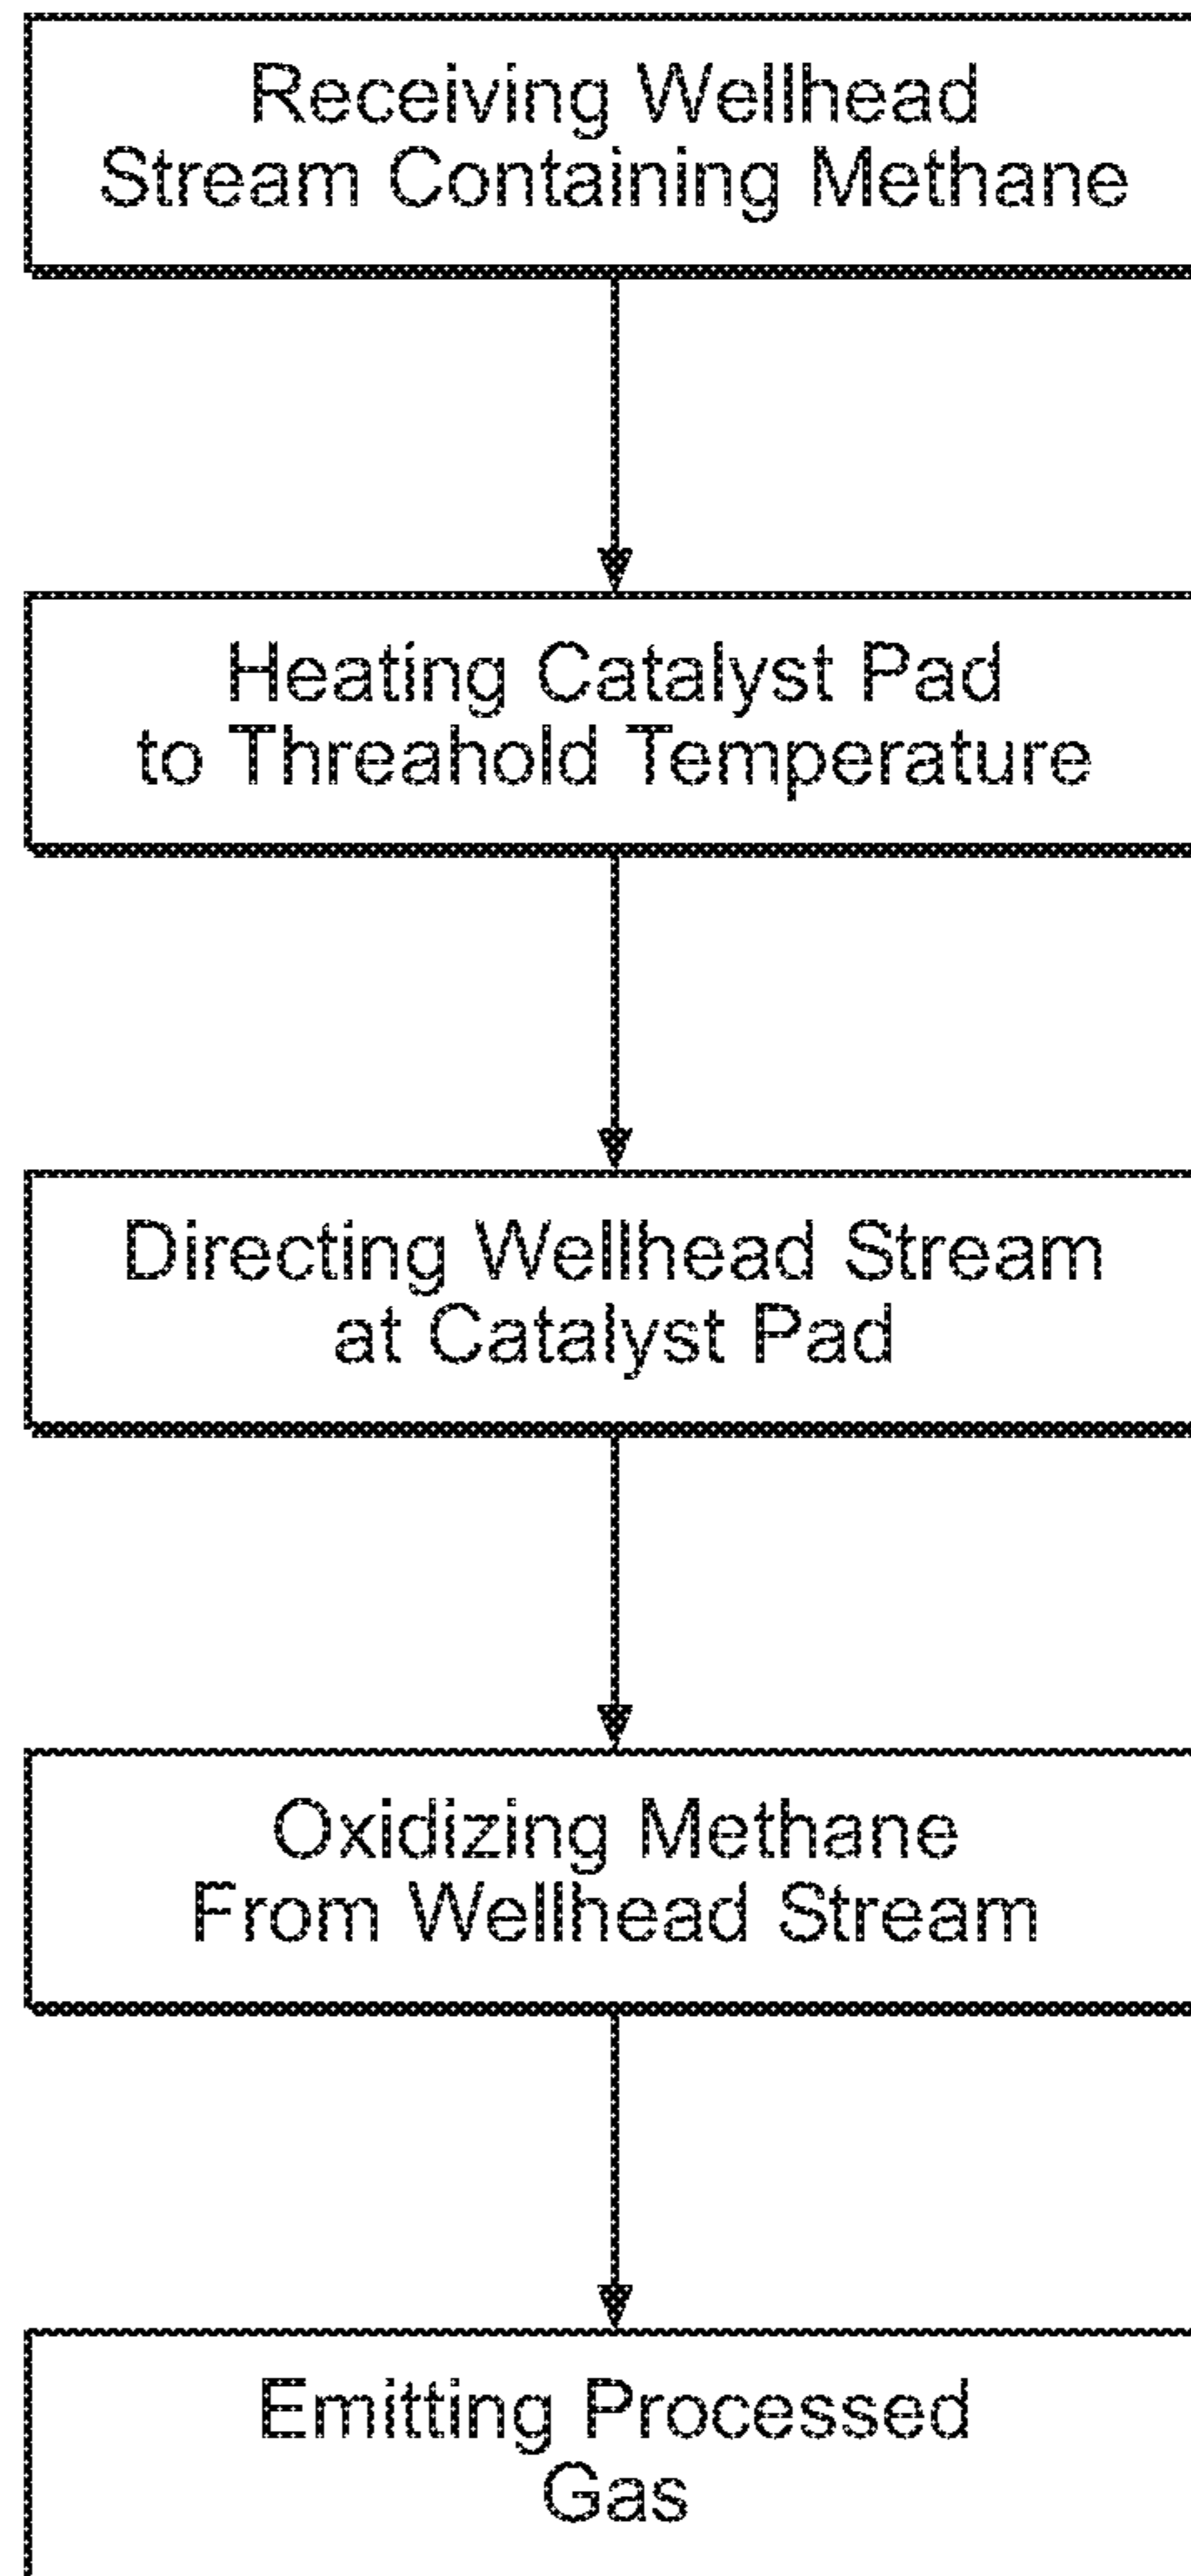 Receiving Wellhead
Stream Containing Methane
Heating Catalyst Pad
to Threahold Temperature
Directing Wellhead Stream
at Catalyst Pad
Oxidizing Methane
From Wellhead Stream
Emitting Processed
Gas